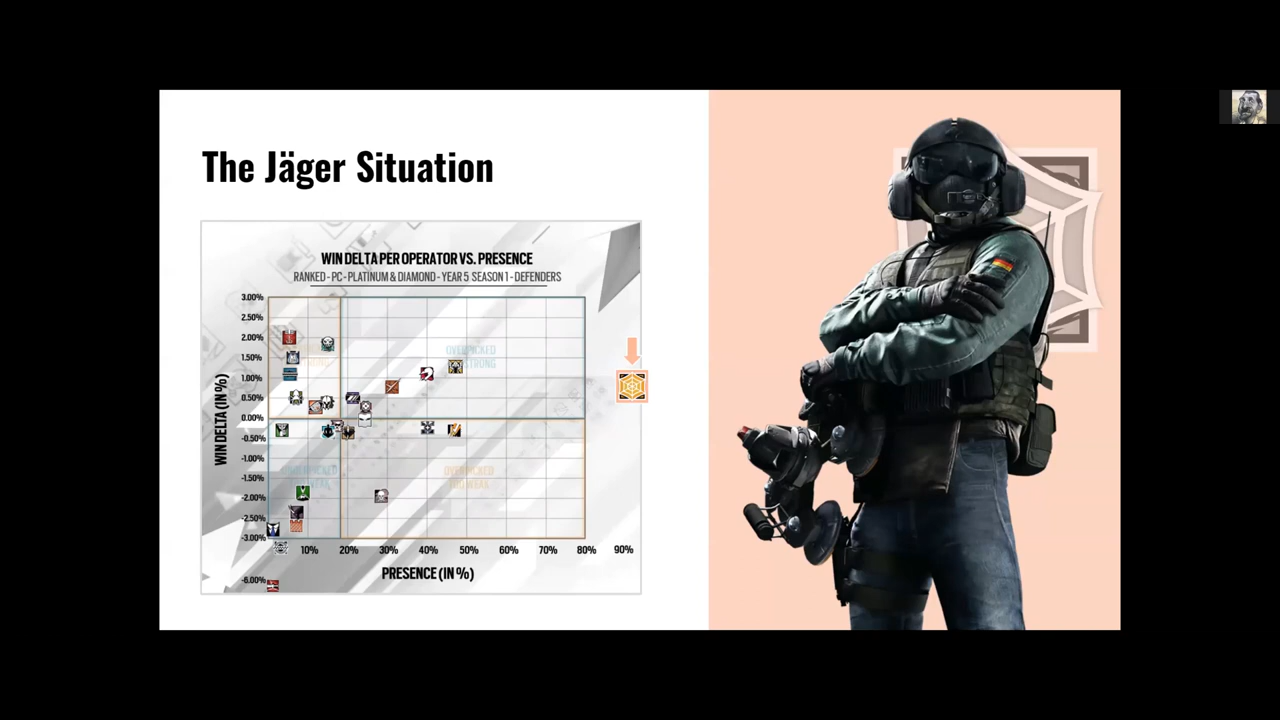 The Jäger Situation
WIN DELTA PER OPERATOR VS. PRESENCE
RANKED - PC - PLATINUM & DIAMOND - YEAR 5 SEASON 1 - DEFENDERS
3.00%
2.50%
2.00%
1.50%
1.00%
0.50%
0.00%
-0.50%
-1.00%
-1.50%
-2.00%
-2.50%
-3.00%
-6.00%
WIN DELTA (IN %)
OVERPICKED
STRONG
OVERPICKED
TOO WEAK
10% 20% 30% 40% 50% 60% 70% 80% 90%
PRESENCE (IN %)